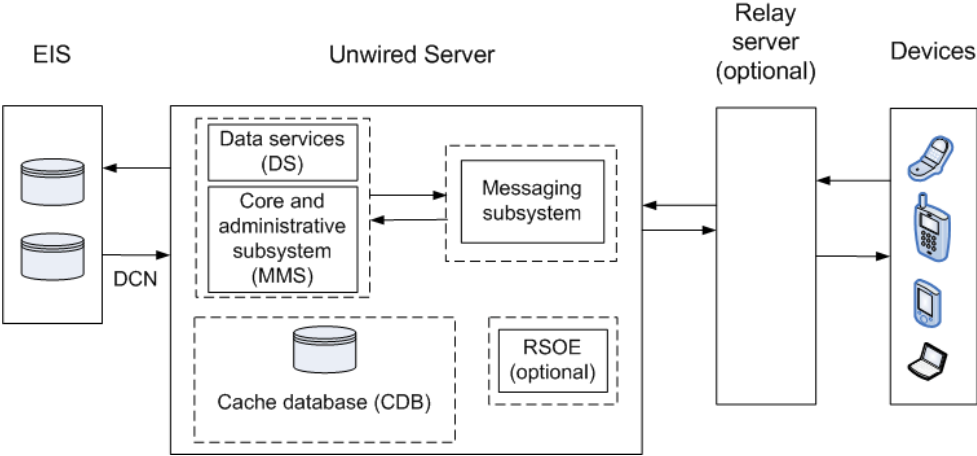 EIS
Unwired Server
Relay
server
(optional)
Devices
Data services
(DS)
Core and
administrative
subsystem
(MMS)
Messaging
subsystem
DCN
Cache database (CDB)
RSOE
(optional)